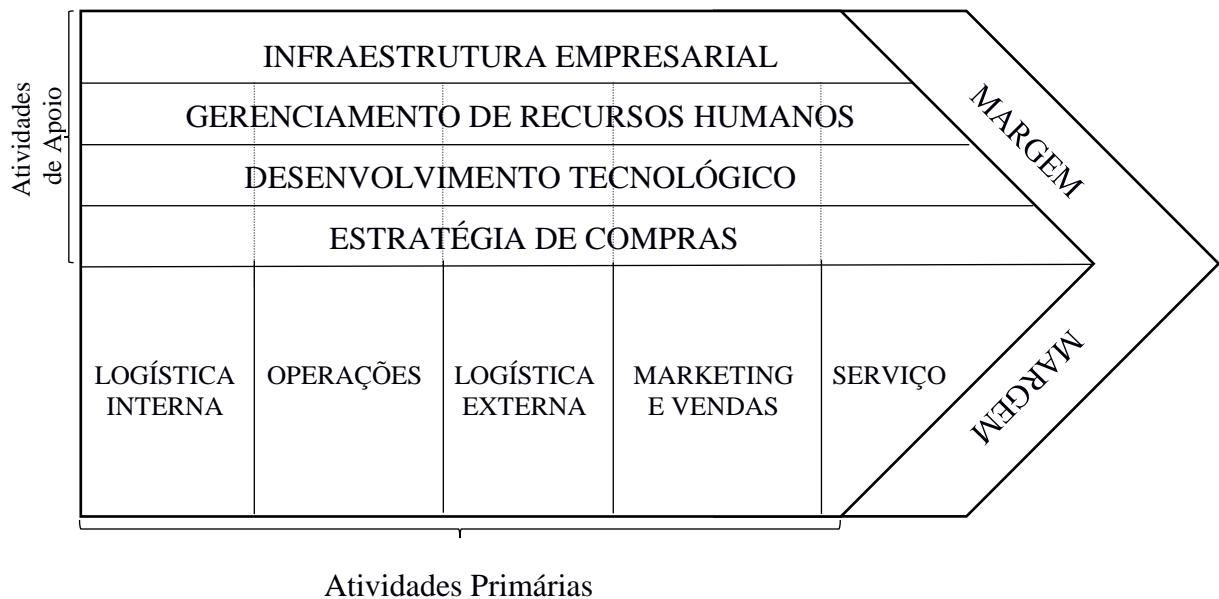 Atividades
de Apoio
INFRAESTRUTURA EMPRESARIAL
GERENCIAMENTO DE RECURSOS HUMANOS
DESENVOLVIMENTO TECNOLÓGICO
ESTRATÉGIA DE COMPRAS
MARGEM
LOGÍSTICA
INTERNA
OPERAÇÕES
LOGÍSTICA
EXTERNA
MARKETING
E VENDAS
SERVIÇO
MARGEM
Atividades Primárias